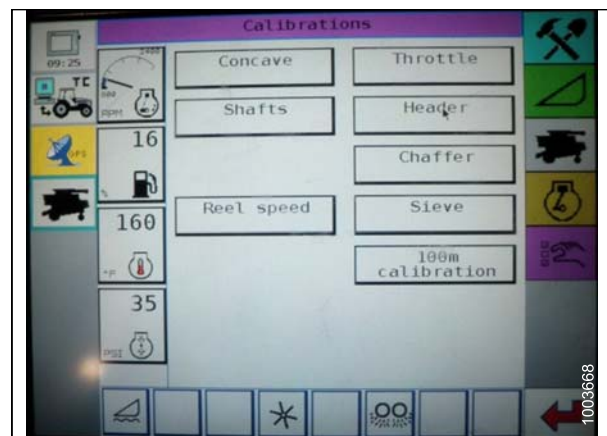 Calibrations
09:25
TC
GPS
Concave
Throttle
Shafts
Header
Chaffer
Reel speed
Sieve
100m
calibration
16
%
160
°F
35
1003668